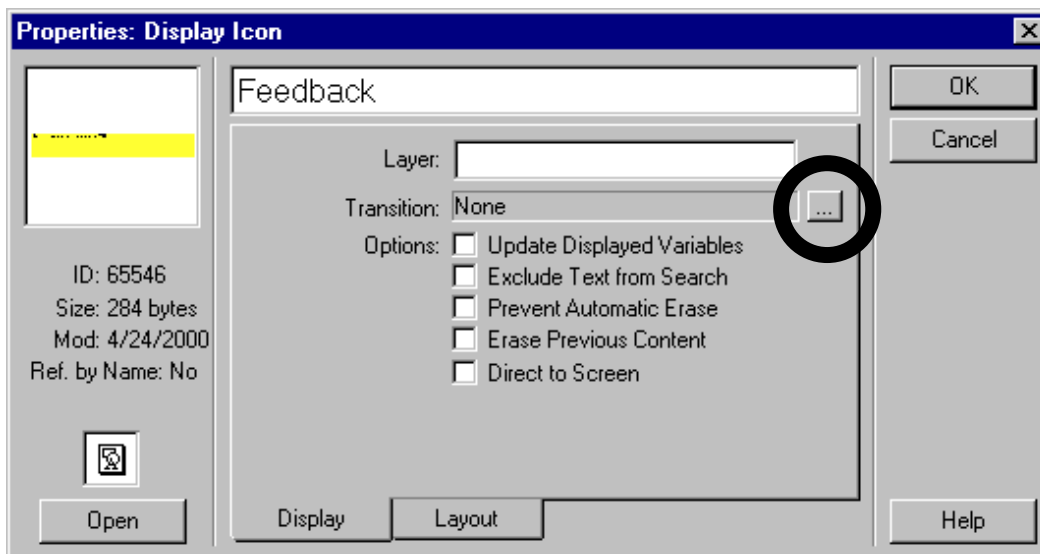 Properties: Display Icon
Feedback
OK
Cancel
Layer:
Transition: None ...
Options: Update Displayed Variables
Exclude Text from Search
Prevent Automatic Erase
Erase Previous Content
Direct to Screen
ID: 65546
Size: 284 bytes
Mod: 4/24/2000
Ref. by Name: No
Open
Display Layout
Help